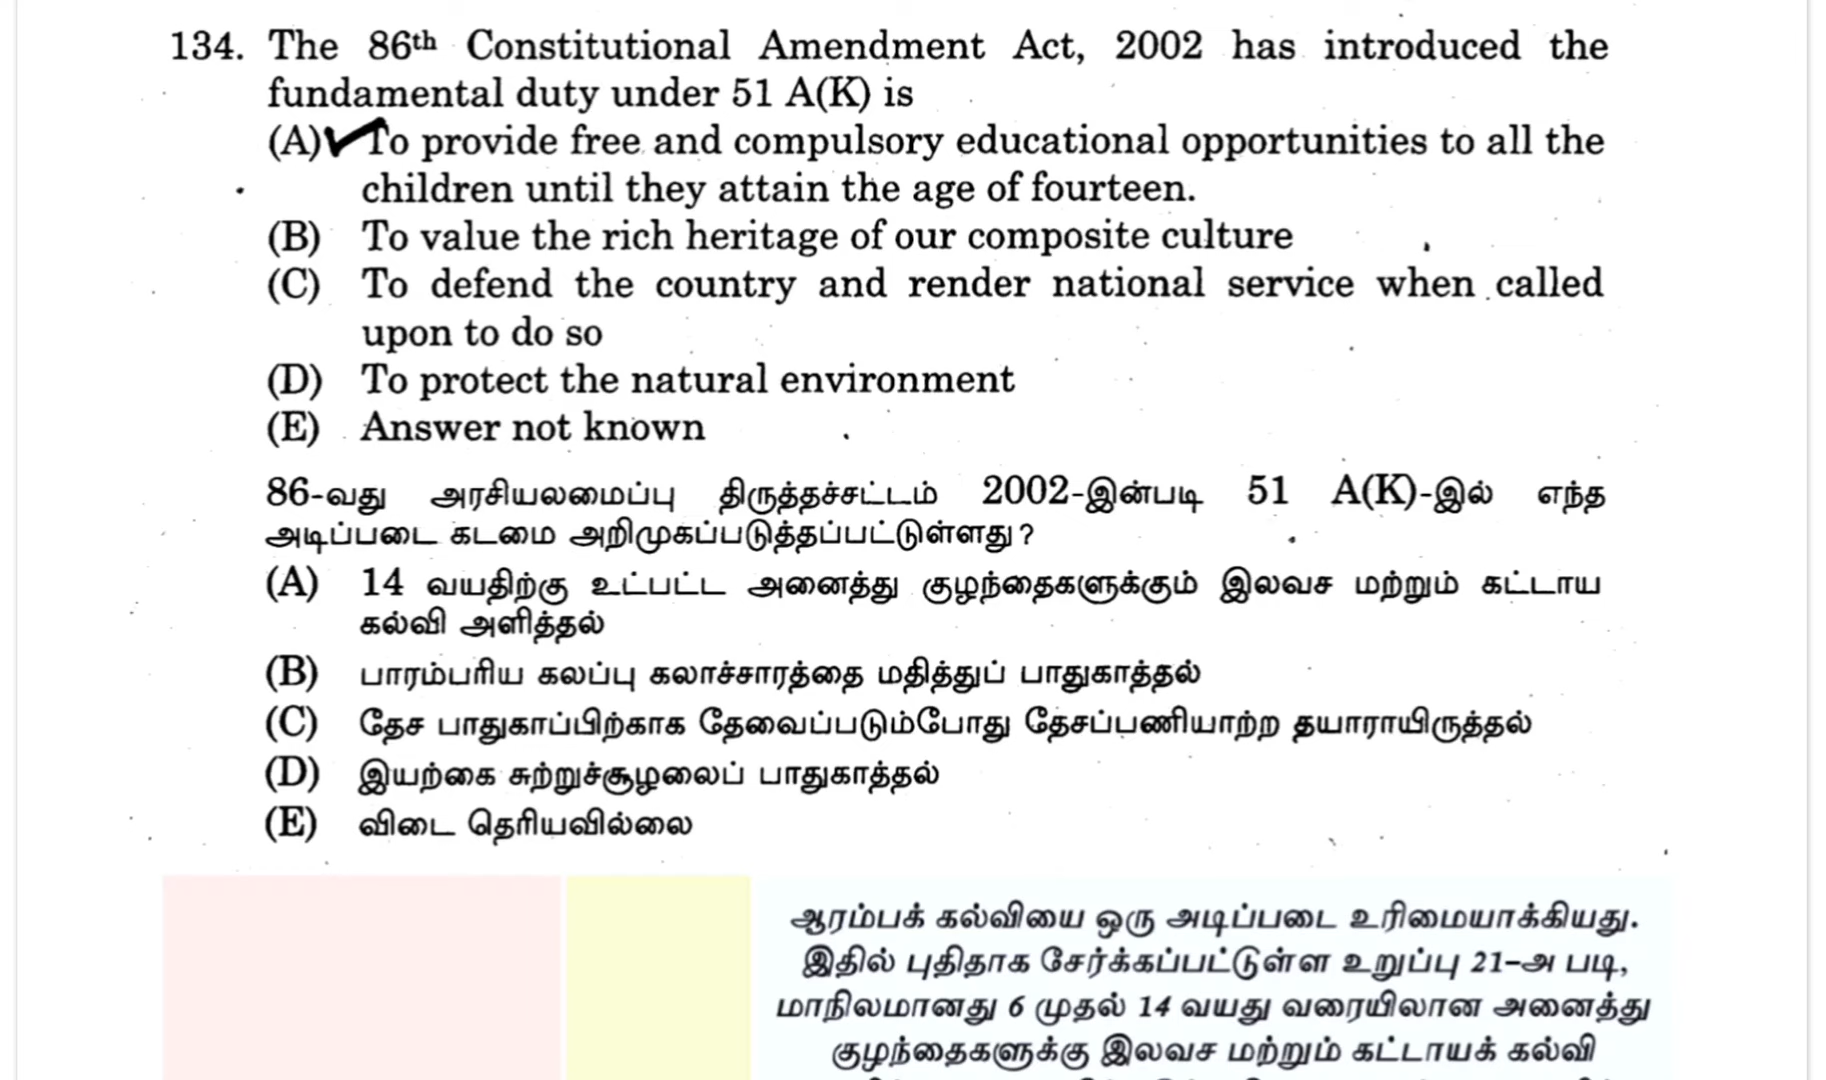 134. The 86th Constitutional Amendment Act, 2002 has introduced the
fundamental duty under 51 A(K) is
(A) To provide free and compulsory educational opportunities to all the
children until they attain the age of fourteen.
(B) To value the rich heritage of our composite culture
(C) To defend the country and render national service when called
upon to do so
(D) To protect the natural environment
(E) Answer not known
86-வது அரசியலமைப்பு திருத்தச்சட்டம் 2002-இன்படி 51 A(K)-இல் எந்த
அடிப்படை கடமை அறிமுகப்படுத்தப்பட்டுள்ளது?
(A) 14 வயதிற்கு உட்பட்ட அனைத்து குழந்தைகளுக்கும் இலவச மற்றும் கட்டாய
கல்வி அளித்தல்
(B) பாரம்பரிய கலப்பு கலாச்சாரத்தை மதித்துப் பாதுகாத்தல்
(C) தேச பாதுகாப்பிற்காக தேவைப்படும்போது தேசப்பணியாற்ற தயாராயிருத்தல்
(D) இயற்கை சுற்றுச்சூழலைப் பாதுகாத்தல்
(E) விடை தெரியவில்லை
ஆரம்பக் கல்வியை ஒரு அடிப்படை உரிமையாக்கியது.
இதில் புதிதாக சேர்க்கப்பட்டுள்ள உறுப்பு 21-அ படி,
மாநிலமானது 6 முதல் 14 வயது வரையிலான அனைத்து
குழந்தைகளுக்கு இலவச மற்றும் கட்டாயக் கல்வி